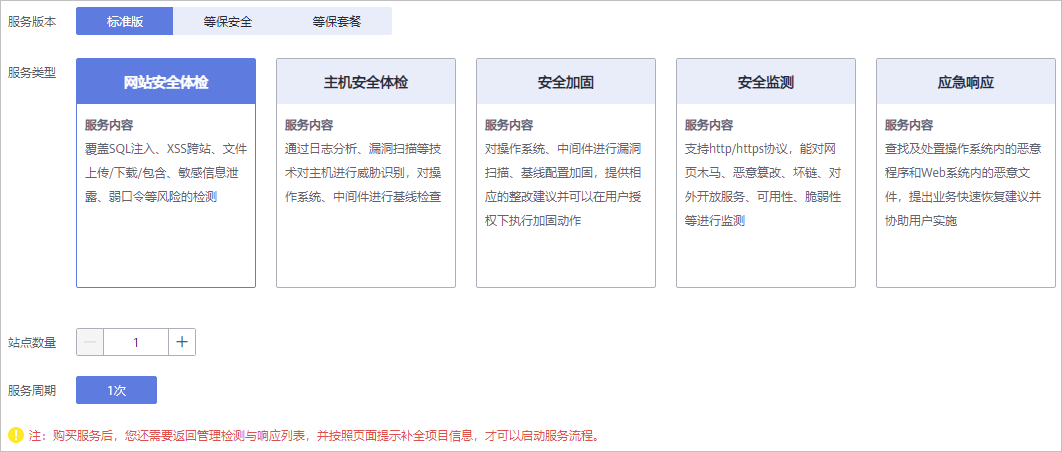 服务版本 标准版 等保安全 等保套餐
服务类型
网站安全体检
服务内容
覆盖SQL注入、XSS跨站、文件
上传/下载/包含、敏感信息泄
露、弱口令等风险的检测
主机安全体检
服务内容
通过日志分析、漏洞扫描等技
术对主机进行威胁识别，对操
作系统、中间件进行基线检查
安全加固
服务内容
对操作系统、中间件进行漏洞
扫描、基线配置加固，提供相
应的整改建议并可以在用户授
权下执行加固动作
安全监测
服务内容
支持http/https协议，能对网
页木马、恶意篡改、坏链、对
外开放服务、可用性、脆弱性
等进行监测
应急响应
服务内容
查找及处置操作系统内的恶意
程序和Web系统内的恶意文
件，提出业务快速恢复建议并
协助用户实施
站点数量 1
服务周期 1次
注：购买服务后，您还需要返回管理检测与响应列表，并按照页面提示补全项目信息，才可以启动服务流程。